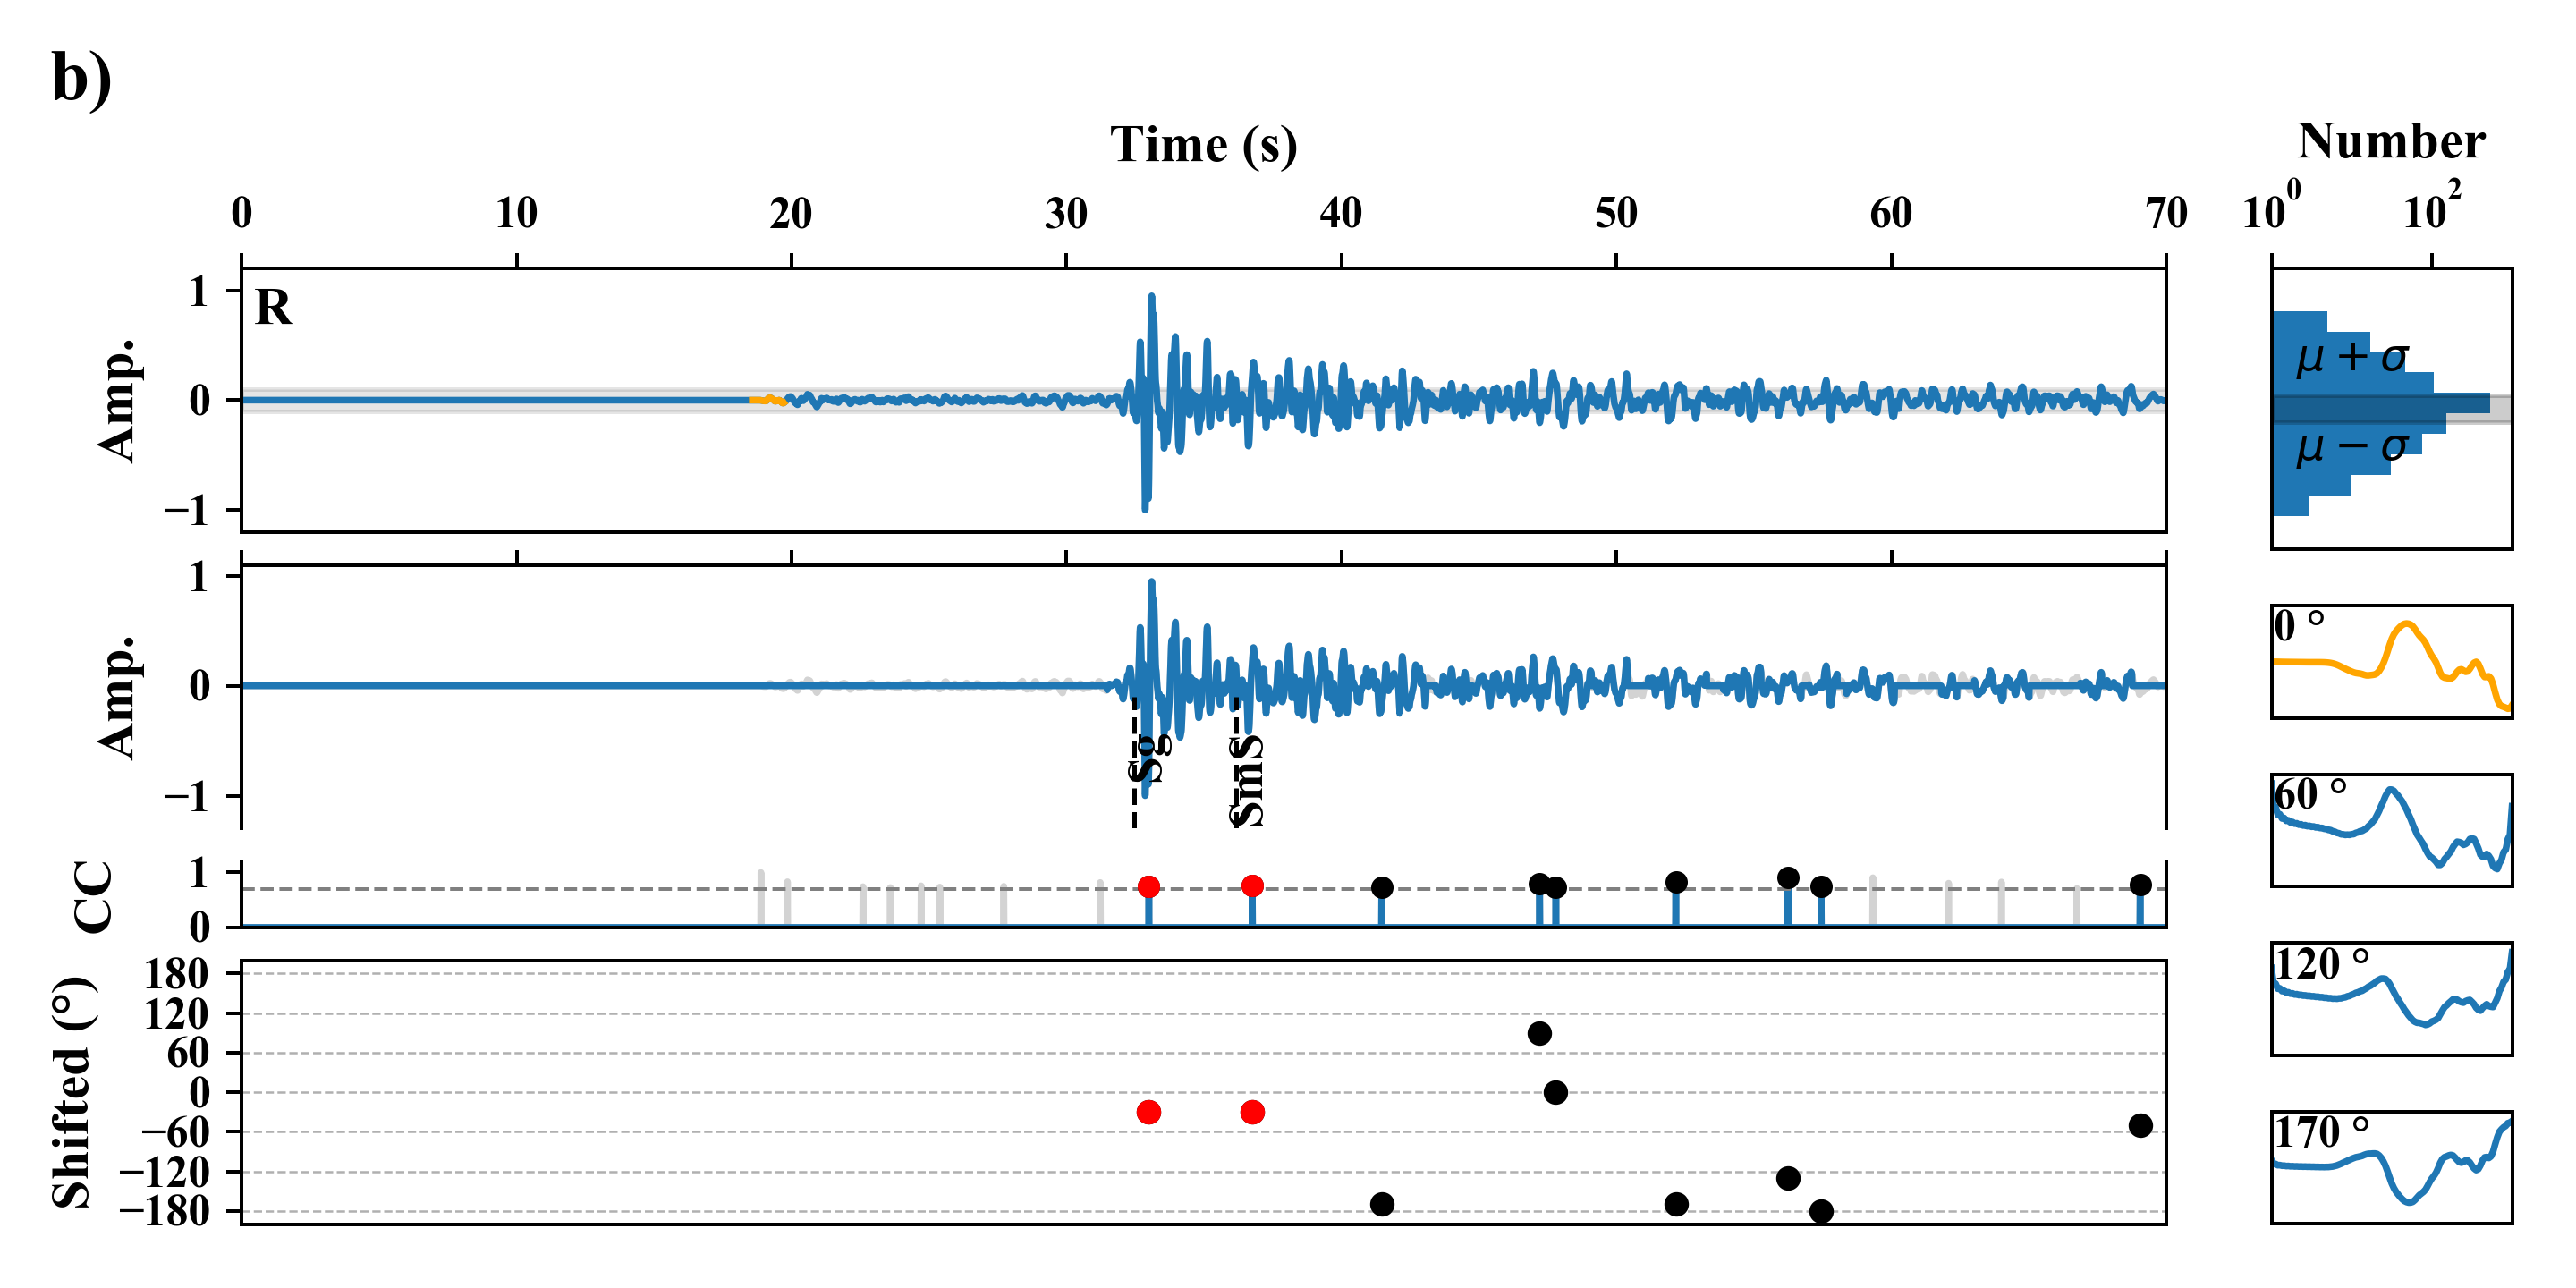 b)
Time (s)
Number
0 10 20 30 40 50 60 70
10^0 10^2
R
1
0
−1
Amp.
μ + σ
μ − σ
1
0
−1
Amp.
Sg
SmS
0 °
60 °
1
0
CC
120 °
180
120
60
0
−60
−120
−180
Shifted (°)
170 °